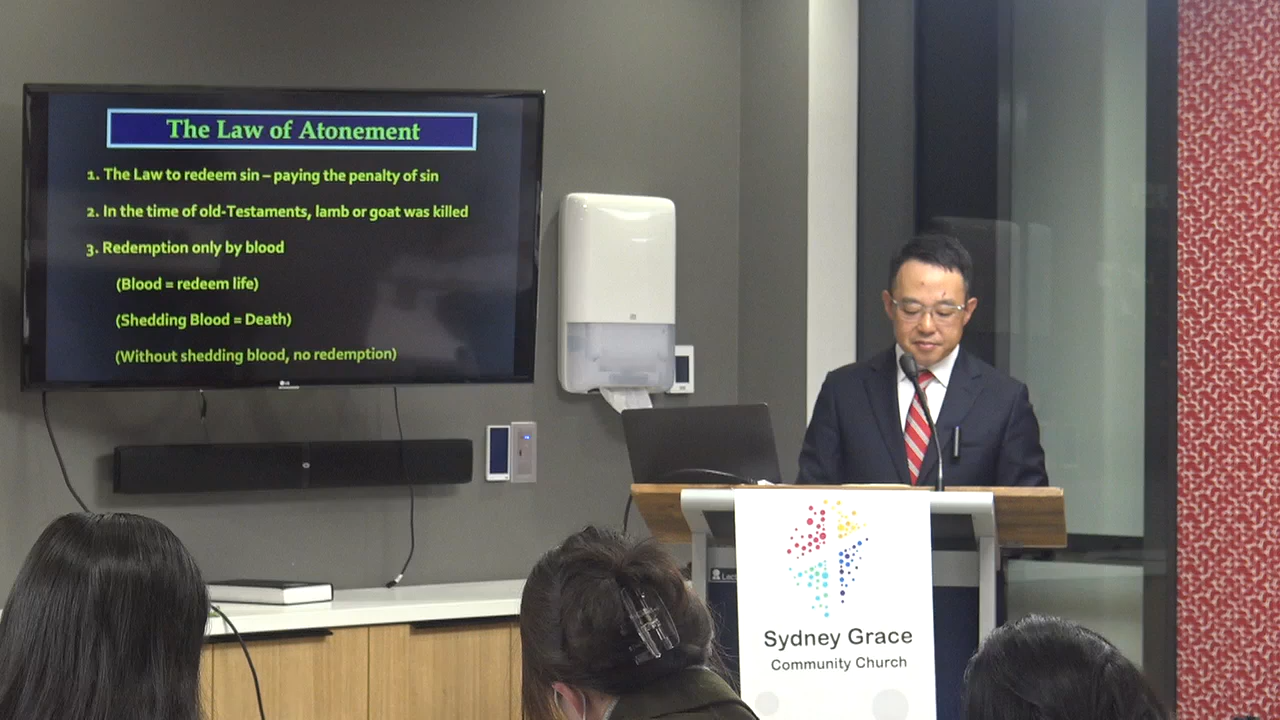 The Law of Atonement
1. The Law to redeem sin – paying the penalty of sin
2. In the time of old-Testaments, lamb or goat was killed
3. Redemption only by blood
(Blood = redeem life)
(Shedding Blood = Death)
(Without shedding blood, no redemption)
LG
Sydney Grace
Community Church